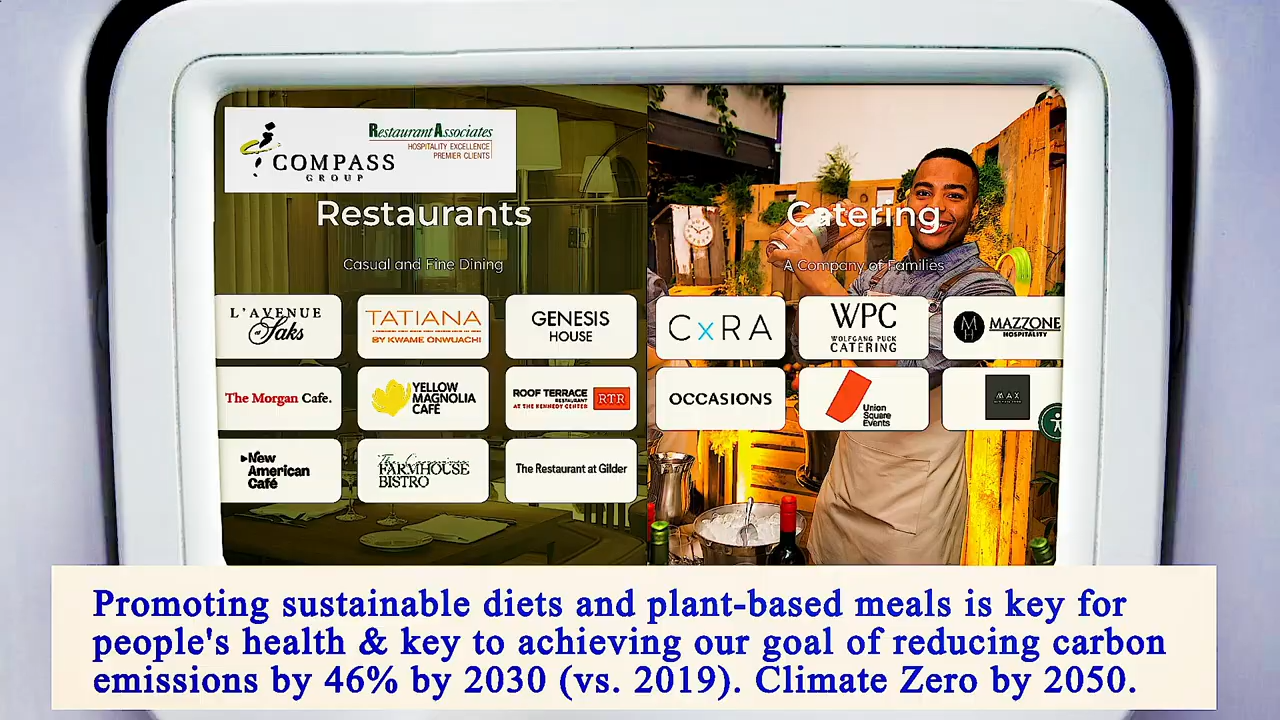 COMPASS
GROUP
Restaurant Associates
HOSPITALITY EXCELLENCE
PREMIER CLIENTS
Restaurants
Casual and Fine Dining
L'AVENUE
at Saks
TATIANA
BY KWAME ONWUACHI
GENESIS
HOUSE
The Morgan Cafe.
YELLOW
MAGNOLIA
CAFÉ
ROOF TERRACE
RESTAURANT
AT THE KENNEDY CENTER
RTR
New
American
Café
FARMHOUSE
BISTRO
The Restaurant at Gilder
Catering
A Company of Families
CxRA
WPC
WOLFGANG PUCK
CATERING
MH
MAZZONE
HOSPITALITY
OCCASIONS
Union
Square
Events
MAX
Promoting sustainable diets and plant-based meals is key for
people's health & key to achieving our goal of reducing carbon
emissions by 46% by 2030 (vs. 2019). Climate Zero by 2050.